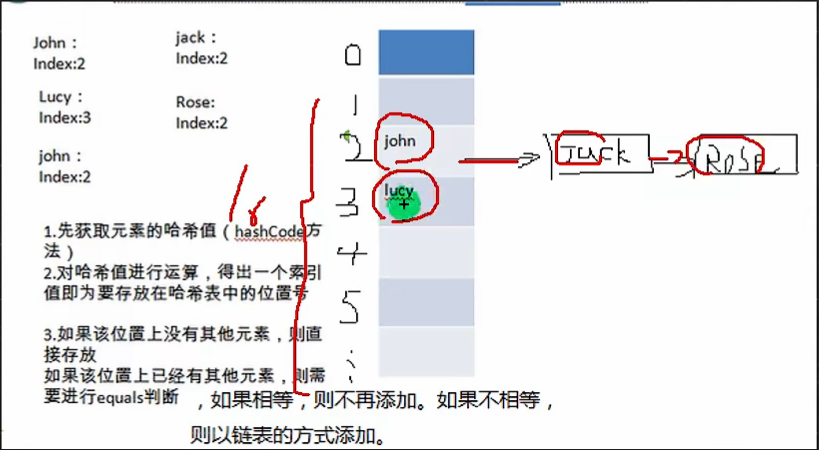 John：
Index:2
jack：
Index:2
Lucy：
Index:3
Rose:
Index:2
john：
Index:2
1.先获取元素的哈希值（hashCode方
法）
2.对哈希值进行运算，得出一个索引
值即为要存放在哈希表中的位置号
3.如果该位置上没有其他元素，则直
接存放
如果该位置上已经有其他元素，则需
要进行equals判断 ，如果相等，则不再添加。如果不相等，
则以链表的方式添加。
0
1
2 john
Jack
ROSE
3 lucy
4
5